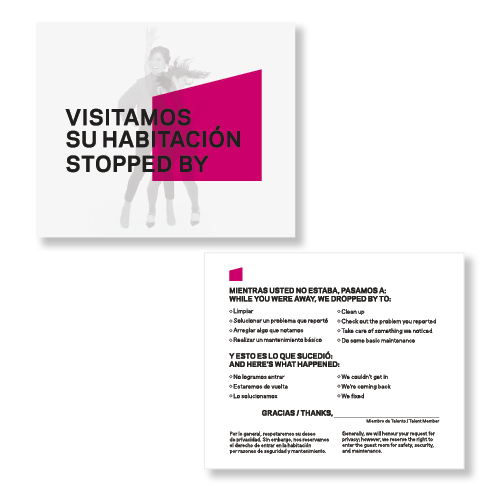 VISITAMOS
SU HABITACIÓN
STOPPED BY
MIENTRAS USTED NO ESTABA, PASAMOS A:
WHILE YOU WERE AWAY, WE DROPPED BY TO:
Limpiar
Solucionar un problema que reportó
Arreglar algo que notamos
Realizar un mantenimiento básico
Clean up
Check out the problem you reported
Take care of something we noticed
Do some basic maintenance
Y ESTO ES LO QUE SUCEDIÓ:
AND HERE'S WHAT HAPPENED:
No logramos entrar
Estaremos de vuelta
Lo solucionamos
We couldn't get in
We're coming back
We fixed
GRACIAS / THANKS,
Miembro de Talento / Talent Member
Por lo general, respetaremos su deseo
de privacidad. Sin embargo, nos reservamos
el derecho de entrar en la habitación
por razones de seguridad y mantenimiento.
Generally, we will honour your request for
privacy; however, we reserve the right to
enter the guest room for safety, security,
and maintenance.